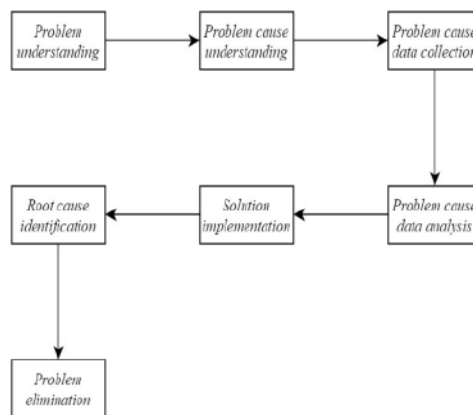 Problem
understanding
Problem cause
understanding
Problem cause
data collection
Problem cause
data analysis
Solution
implementation
Root cause
identification
Problem
elimination